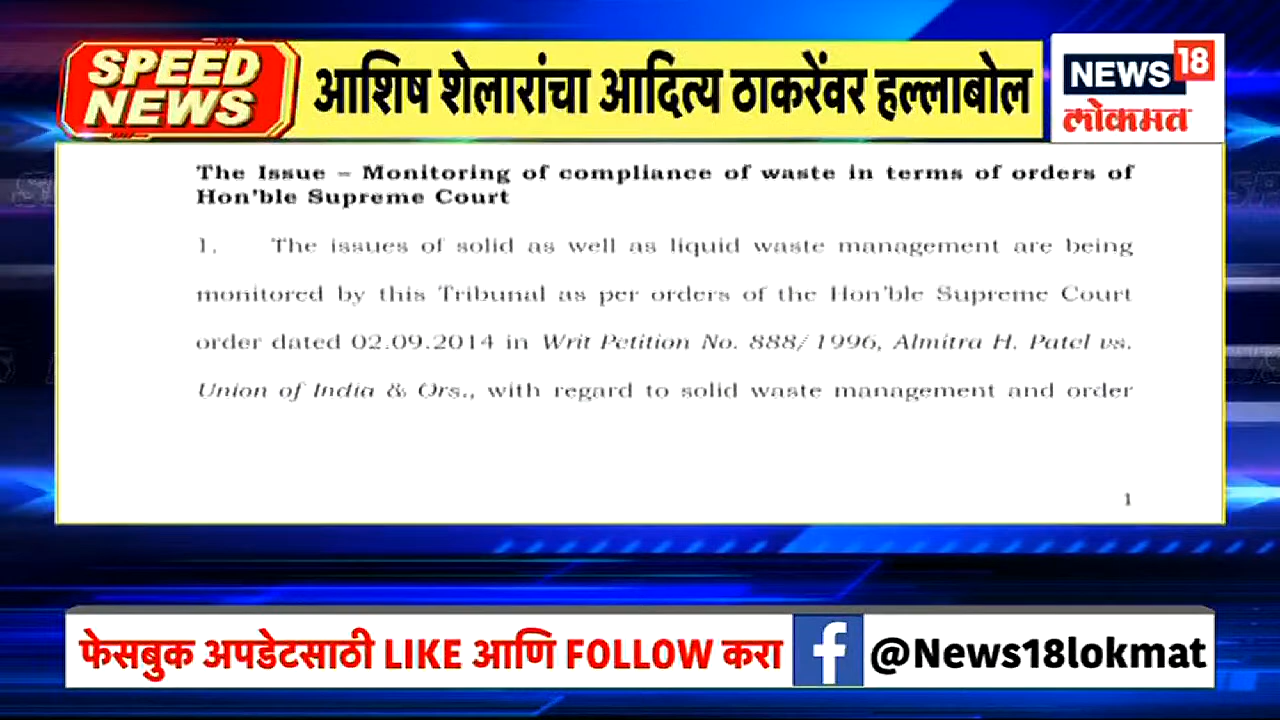 SPEED
NEWS
आशिष शेलारांचा आदित्य ठाकरेंवर हल्लाबोल
NEWS 18
लोकमत
The Issue – Monitoring of compliance of waste in terms of orders of
Hon'ble Supreme Court
1. The issues of solid as well as liquid waste management are being
monitored by this Tribunal as per orders of the Hon'ble Supreme Court
order dated 02.09.2014 in Writ Petition No. 888/1996, Almitra H. Patel vs.
Union of India & Ors., with regard to solid waste management and order
1
फेसबुक अपडेटसाठी LIKE आणि FOLLOW करा f @News18lokmat